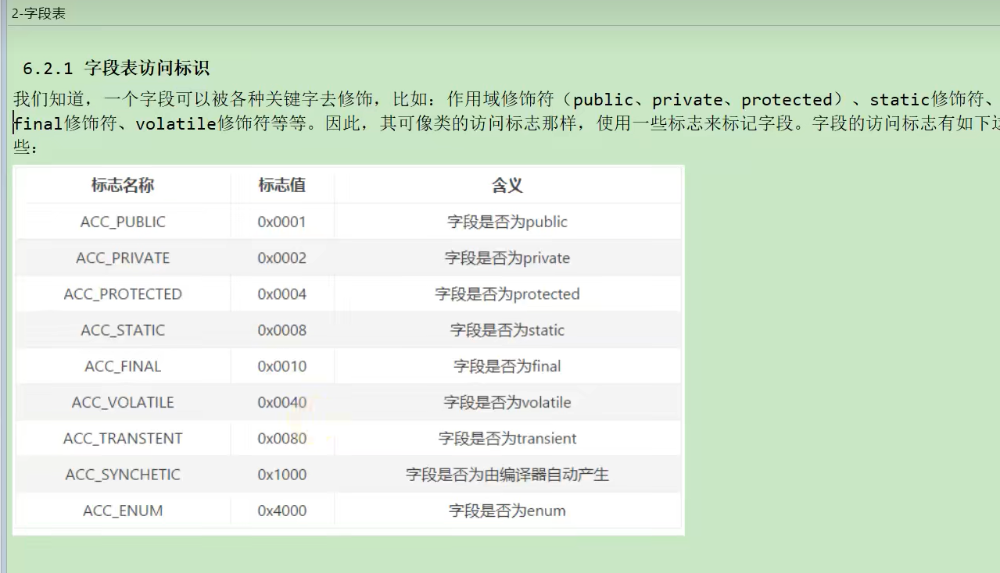 2-字段表
6.2.1 字段表访问标识
我们知道，一个字段可以被各种关键字去修饰，比如：作用域修饰符（public、private、protected）、static修饰符、
final修饰符、volatile修饰符等等。因此，其可像类的访问标志那样，使用一些标志来标记字段。字段的访问标志有如下这
些：
标志名称 标志值 含义
ACC_PUBLIC 0x0001 字段是否为public
ACC_PRIVATE 0x0002 字段是否为private
ACC_PROTECTED 0x0004 字段是否为protected
ACC_STATIC 0x0008 字段是否为static
ACC_FINAL 0x0010 字段是否为final
ACC_VOLATILE 0x0040 字段是否为volatile
ACC_TRANSTENT 0x0080 字段是否为transient
ACC_SYNCHETIC 0x1000 字段是否为由编译器自动产生
ACC_ENUM 0x4000 字段是否为enum